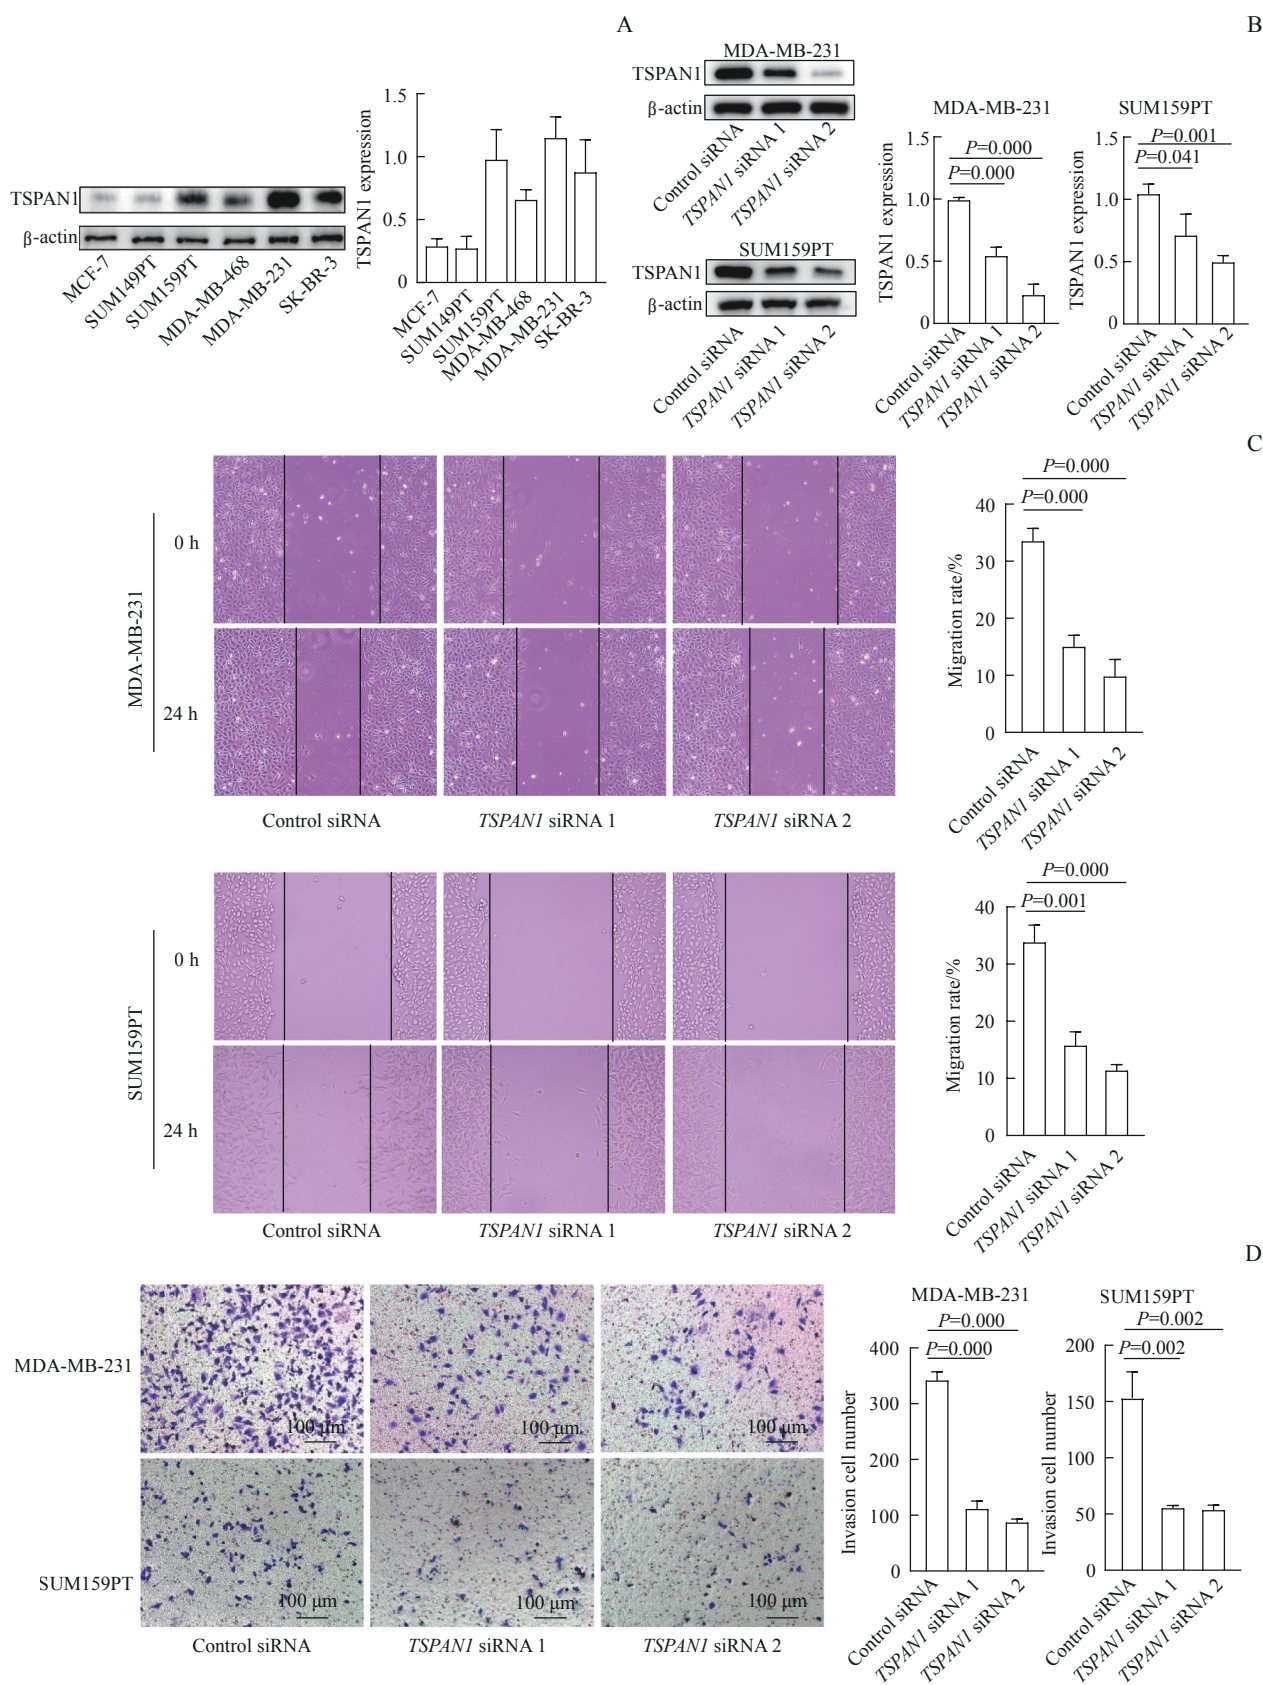 A
TSPAN1
β-actin
MCF-7
SUM149PT
SUM159PT
MDA-MB-468
MDA-MB-231
SK-BR-3
TSPAN1 expression
1.5
1.0
0.5
0
MCF-7
SUM149PT
SUM159PT
MDA-MB-468
MDA-MB-231
SK-BR-3
B
MDA-MB-231
TSPAN1
β-actin
Control siRNA
TSPAN1 siRNA 1
TSPAN1 siRNA 2
SUM159PT
TSPAN1
β-actin
Control siRNA
TSPAN1 siRNA 1
TSPAN1 siRNA 2
MDA-MB-231
P=0.000
P=0.000
TSPAN1 expression
1.5
1.0
0.5
0
Control siRNA
TSPAN1 siRNA 1
TSPAN1 siRNA 2
SUM159PT
P=0.001
P=0.041
TSPAN1 expression
1.5
1.0
0.5
0
Control siRNA
TSPAN1 siRNA 1
TSPAN1 siRNA 2
C
MDA-MB-231
0 h
24 h
Control siRNA
TSPAN1 siRNA 1
TSPAN1 siRNA 2
P=0.000
P=0.000
Migration rate/%
40
30
20
10
0
Control siRNA
TSPAN1 siRNA 1
TSPAN1 siRNA 2
SUM159PT
0 h
24 h
Control siRNA
TSPAN1 siRNA 1
TSPAN1 siRNA 2
P=0.000
P=0.001
Migration rate/%
40
30
20
10
0
Control siRNA
TSPAN1 siRNA 1
TSPAN1 siRNA 2
D
MDA-MB-231
100 μm
100 μm
100 μm
SUM159PT
100 μm
100 μm
100 μm
Control siRNA
TSPAN1 siRNA 1
TSPAN1 siRNA 2
MDA-MB-231
P=0.000
P=0.000
Invasion cell number
400
300
200
100
0
Control siRNA
TSPAN1 siRNA 1
TSPAN1 siRNA 2
SUM159PT
P=0.002
P=0.002
Invasion cell number
200
150
100
50
0
Control siRNA
TSPAN1 siRNA 1
TSPAN1 siRNA 2